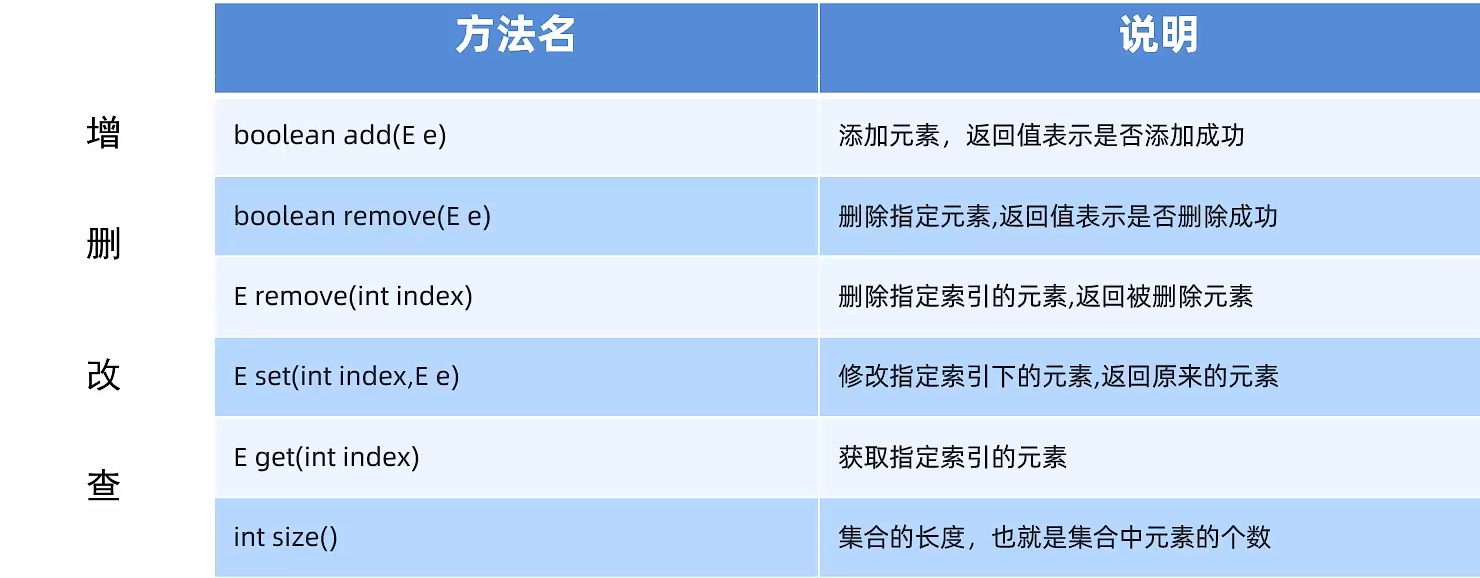 方法名 说明
增 boolean add(E e) 添加元素，返回值表示是否添加成功
删 boolean remove(E e) 删除指定元素,返回值表示是否删除成功
E remove(int index) 删除指定索引的元素,返回被删除元素
改 E set(int index,E e) 修改指定索引下的元素,返回原来的元素
查 E get(int index) 获取指定索引的元素
int size() 集合的长度，也就是集合中元素的个数